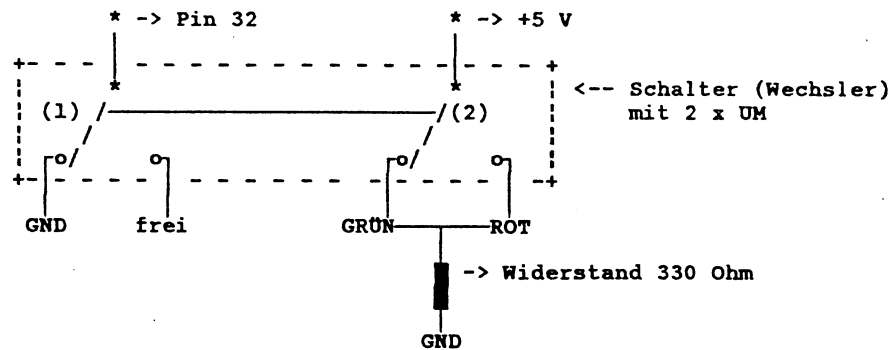 * -> Pin 32 * -> +5 V
<-- Schalter (Wechsler)
(1) (2) mit 2 x UM
GND frei GRÜN ROT
-> Widerstand 330 Ohm
GND